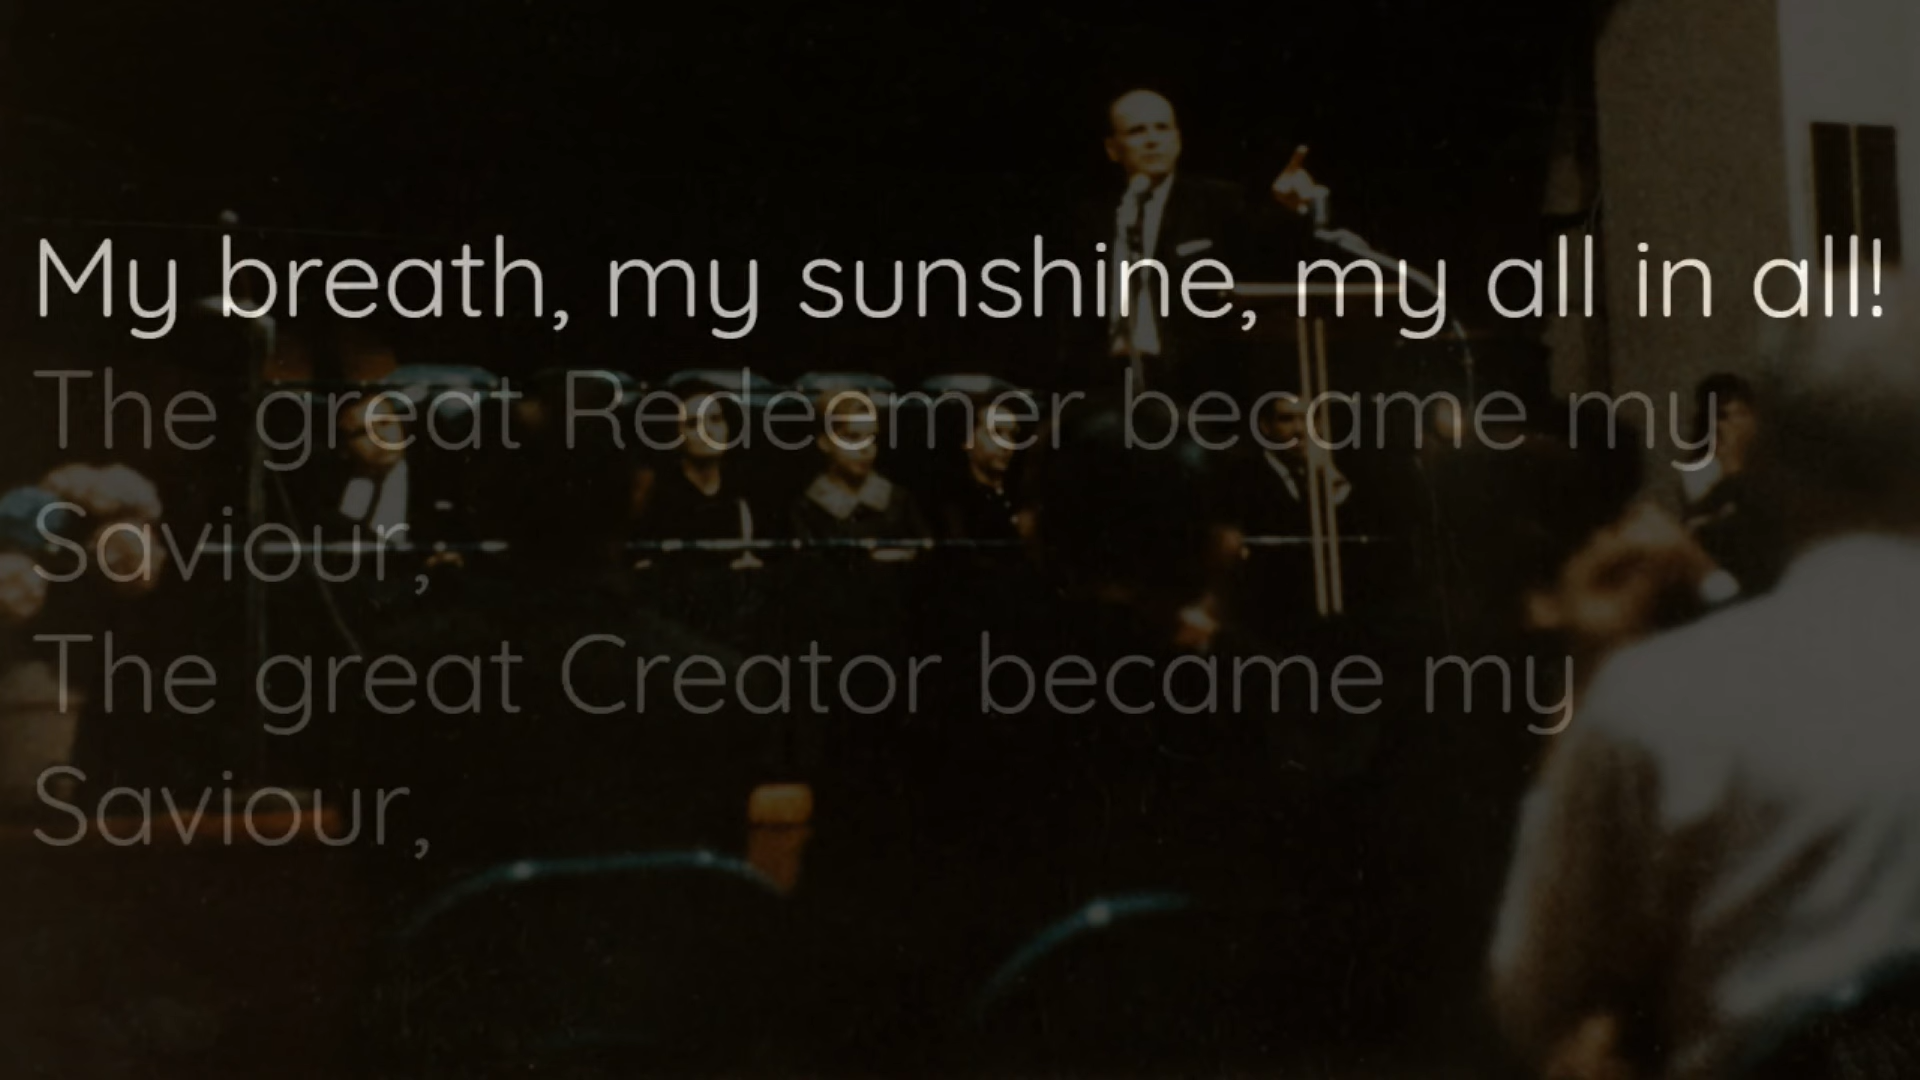 My breath, my sunshine, my all in all!
The great Redeemer became my
Saviour,
The great Creator became my
Saviour,